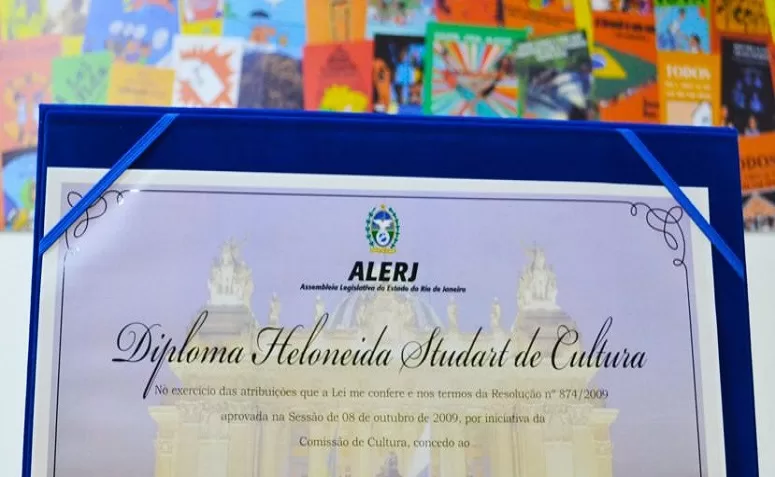 TODOS
ALERJ
Assembleia Legislativa do Estado do Rio de Janeiro
Diploma Heloneida Studart de Cultura
No exercício das atribuições que a Lei me confere e nos termos da Resolução nº 874/2009
aprovada na Sessão de 08 de outubro de 2009, por iniciativa da
Comissão de Cultura, concedo ao